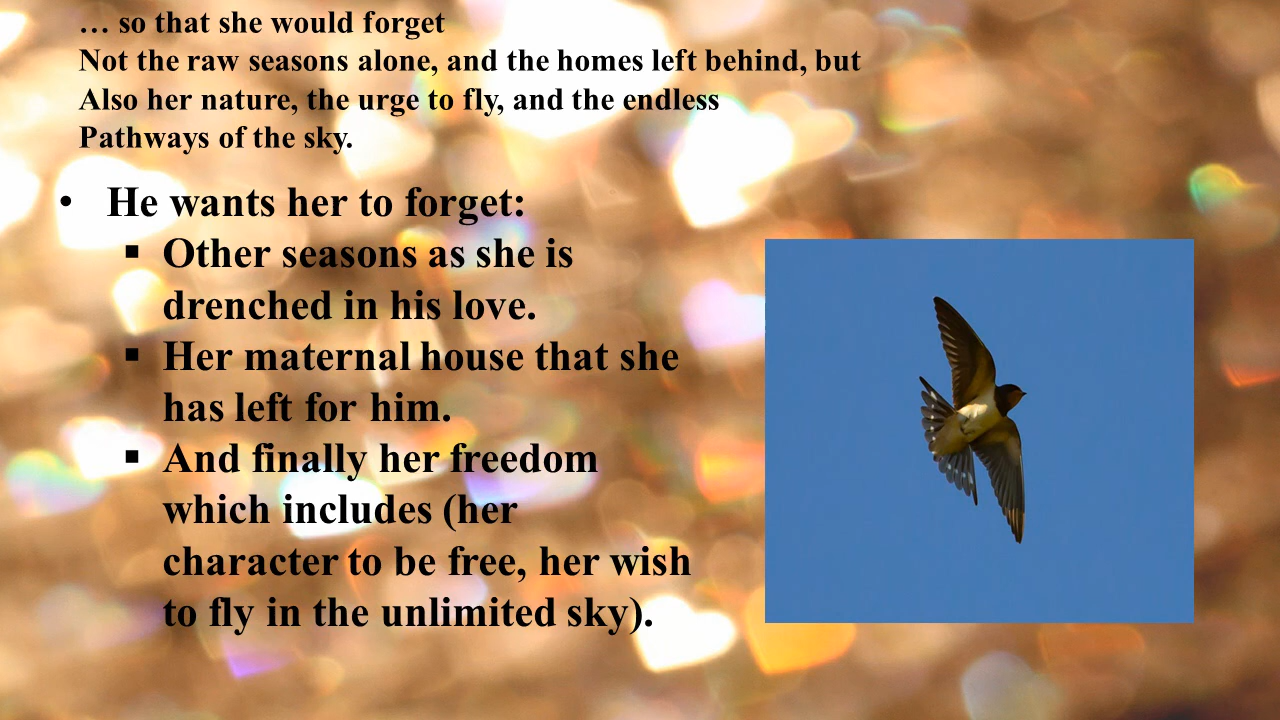 … so that she would forget
Not the raw seasons alone, and the homes left behind, but
Also her nature, the urge to fly, and the endless
Pathways of the sky.
• He wants her to forget:
▪ Other seasons as she is
drenched in his love.
▪ Her maternal house that she
has left for him.
▪ And finally her freedom
which includes (her
character to be free, her wish
to fly in the unlimited sky).